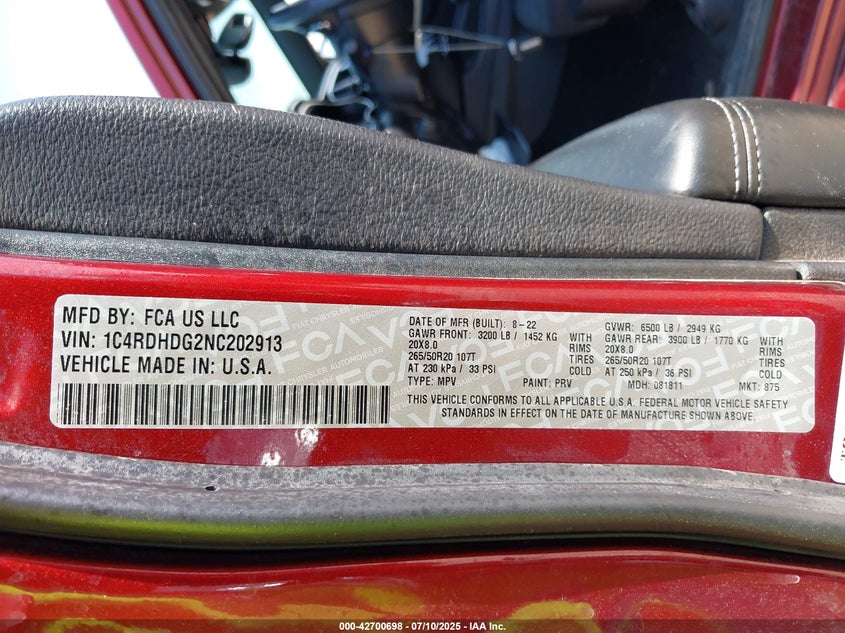 MFD BY: FCA US LLC
VIN: 1C4RDHDG2NC202913
VEHICLE MADE IN: U.S.A.
DATE OF MFR (BUILT): 8-22
GAWR FRONT: 3200 LB / 1452 KG WITH
20X8.0 RIMS
265/50R20 107T TIRES
AT 230 kPa / 33 PSI COLD
TYPE: MPV PAINT: PRV
GVWR: 6500 LB / 2949 KG
GAWR REAR: 3900 LB / 1770 KG WITH
20X8.0 RIMS
265/50R20 107T TIRES
AT 250 kPa / 36 PSI COLD
MDH: 081811 MKT: 875
THIS VEHICLE CONFORMS TO ALL APPLICABLE U.S.A. FEDERAL MOTOR VEHICLE SAFETY
STANDARDS IN EFFECT ON THE DATE OF MANUFACTURE SHOWN ABOVE.
000-42700698 - 07/10/2025 - IAA Inc.